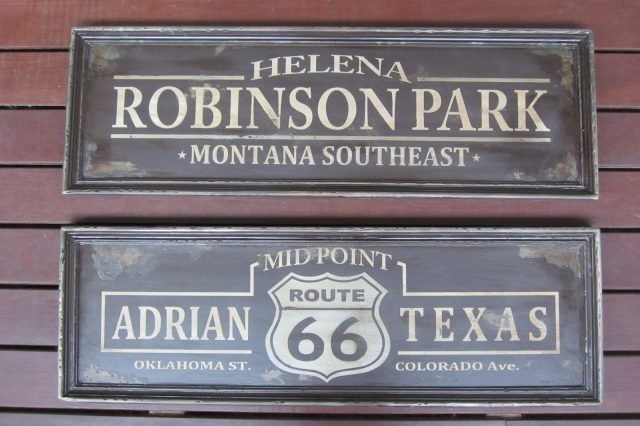 HELENA
ROBINSON PARK
★MONTANA SOUTHEAST★
MID POINT
ADRIAN ROUTE 66 TEXAS
OKLAHOMA ST. COLORADO Ave.